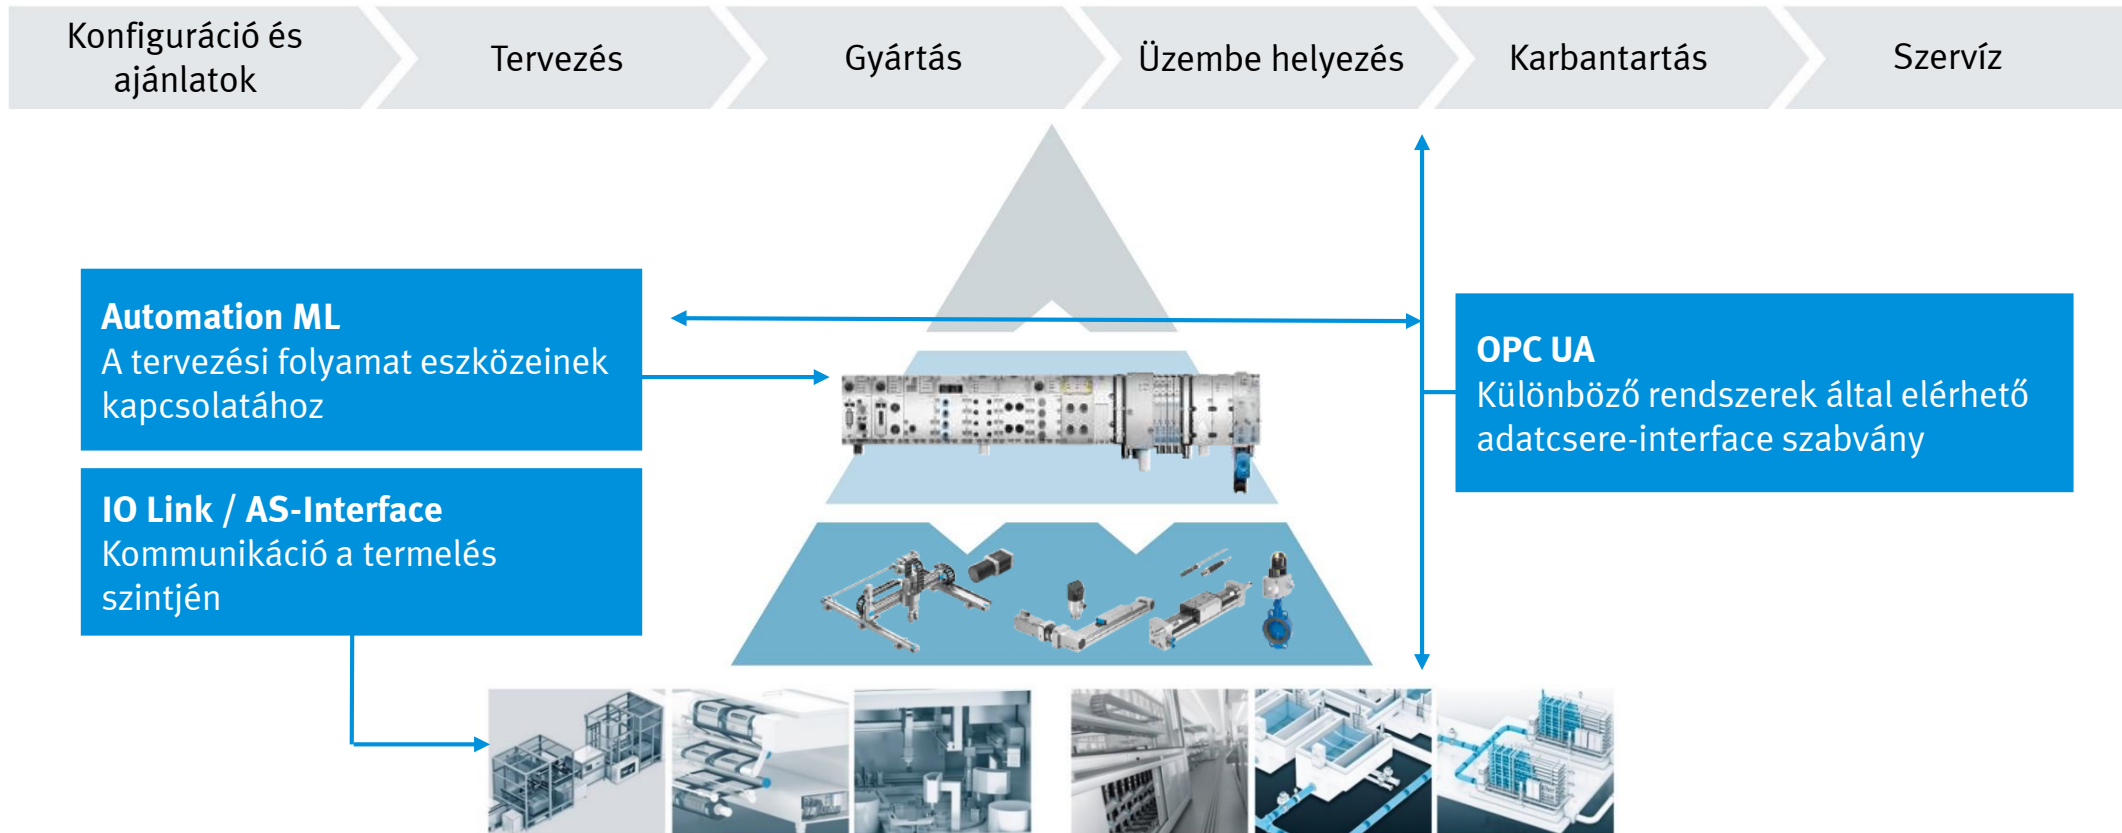 Konfiguráció és
ajánlatok
Tervezés
Gyártás
Üzembe helyezés
Karbantartás
Szervíz
Automation ML
A tervezési folyamat eszközeinek
kapcsolatához
IO Link / AS-Interface
Kommunikáció a termelés
szintjén
OPC UA
Különböző rendszerek által elérhető
adatcsere-interface szabvány